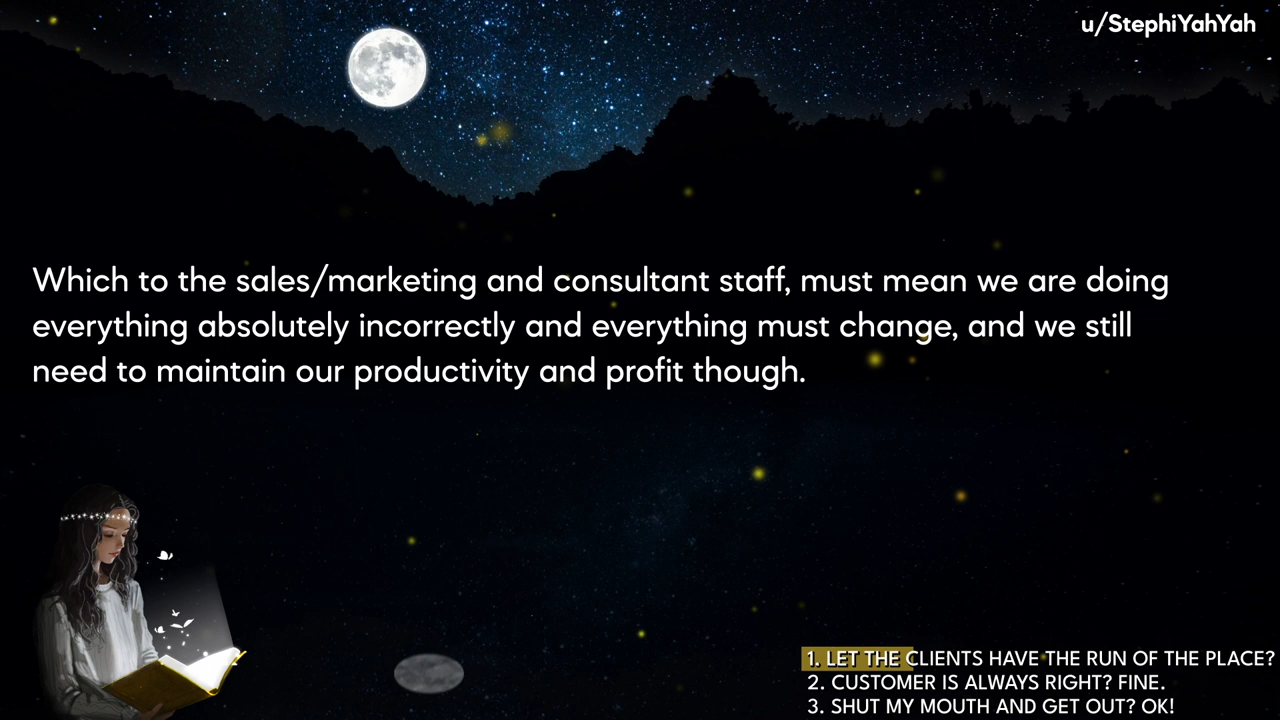 u/StephiYahYah
Which to the sales/marketing and consultant staff, must mean we are doing
everything absolutely incorrectly and everything must change, and we still
need to maintain our productivity and profit though.
1. LET THE CLIENTS HAVE THE RUN OF THE PLACE?
2. CUSTOMER IS ALWAYS RIGHT? FINE.
3. SHUT MY MOUTH AND GET OUT? OK!